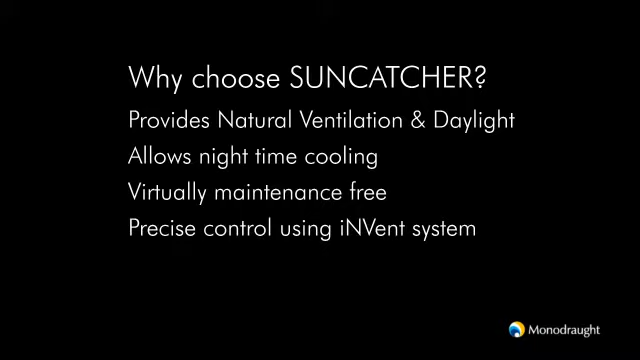 Why choose SUNCATCHER?
Provides Natural Ventilation & Daylight
Allows night time cooling
Virtually maintenance free
Precise control using iNVent system
Monodraught